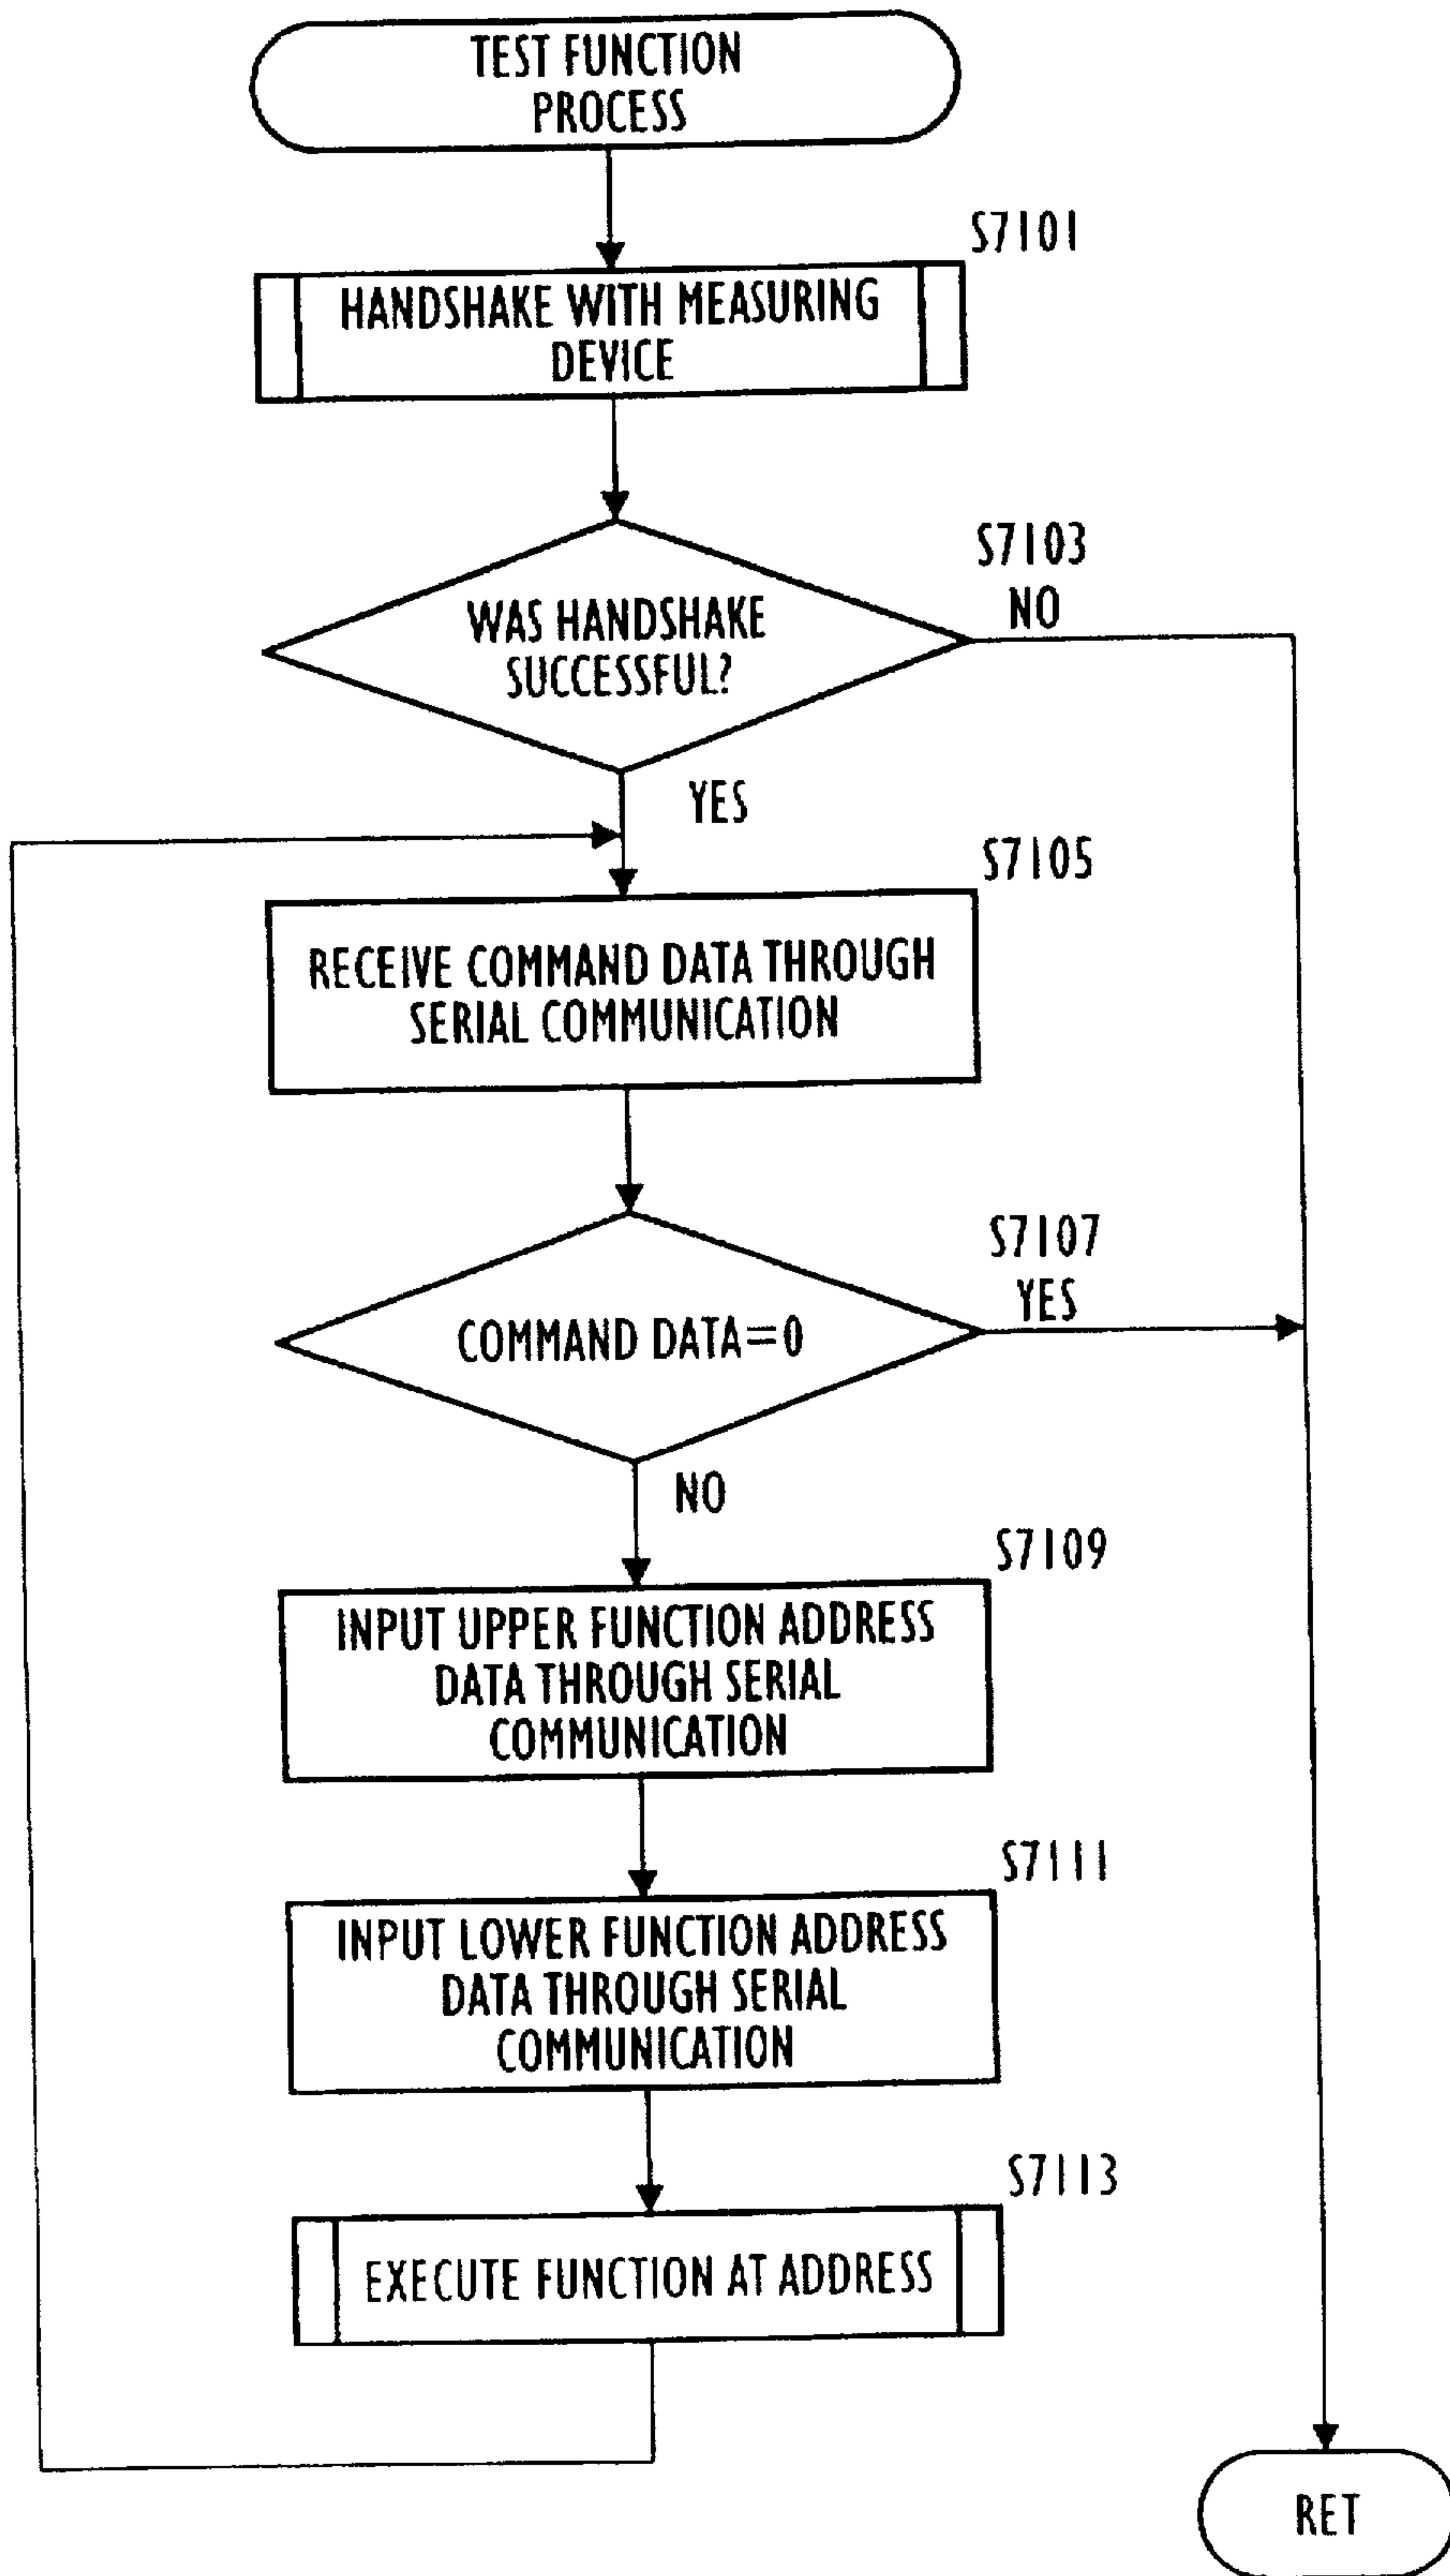 TEST FUNCTION
PROCESS
S7101
HANDSHAKE WITH MEASURING
DEVICE
S7103
NO
WAS HANDSHAKE
SUCCESSFUL?
YES
S7105
RECEIVE COMMAND DATA THROUGH
SERIAL COMMUNICATION
S7107
YES
COMMAND DATA=0
NO
S7109
INPUT UPPER FUNCTION ADDRESS
DATA THROUGH SERIAL
COMMUNICATION
S7111
INPUT LOWER FUNCTION ADDRESS
DATA THROUGH SERIAL
COMMUNICATION
S7113
EXECUTE FUNCTION AT ADDRESS
RET